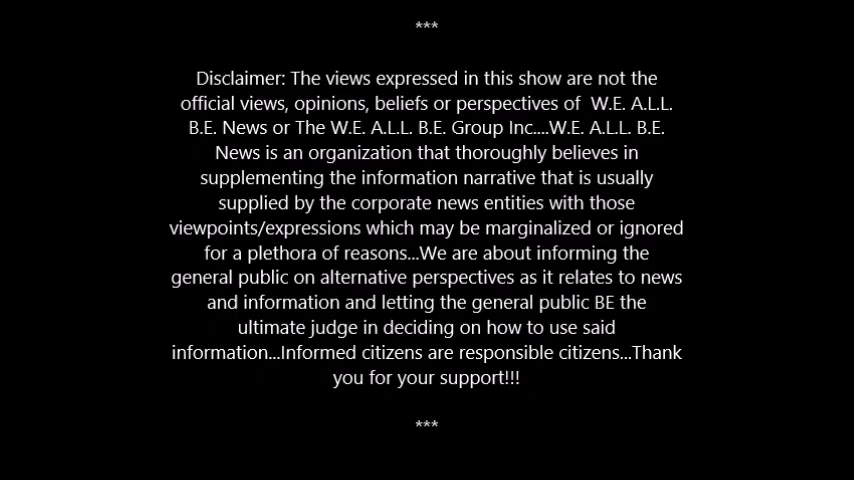 ***
Disclaimer: The views expressed in this show are not the
official views, opinions, beliefs or perspectives of  W.E. A.L.L.
B.E. News or The W.E. A.L.L. B.E. Group Inc....W.E. A.L.L. B.E.
News is an organization that thoroughly believes in
supplementing the information narrative that is usually
supplied by the corporate news entities with those
viewpoints/expressions which may be marginalized or ignored
for a plethora of reasons...We are about informing the
general public on alternative perspectives as it relates to news
and information and letting the general public BE the
ultimate judge in deciding on how to use said
information...Informed citizens are responsible citizens...Thank
you for your support!!!
***